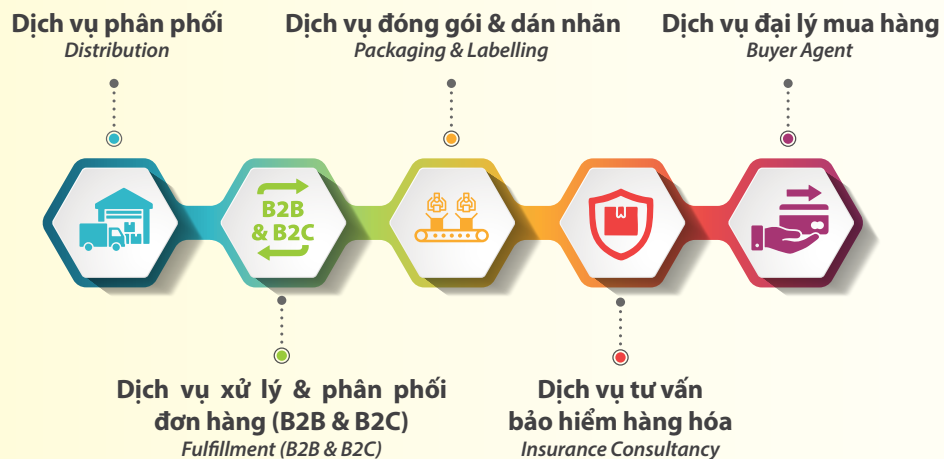 Dịch vụ phân phối
Distribution
Dịch vụ đóng gói & dán nhãn
Packaging & Labelling
Dịch vụ đại lý mua hàng
Buyer Agent
B2B
& B2C
Dịch vụ xử lý & phân phối
đơn hàng (B2B & B2C)
Fulfillment (B2B & B2C)
Dịch vụ tư vấn
bảo hiểm hàng hóa
Insurance Consultancy